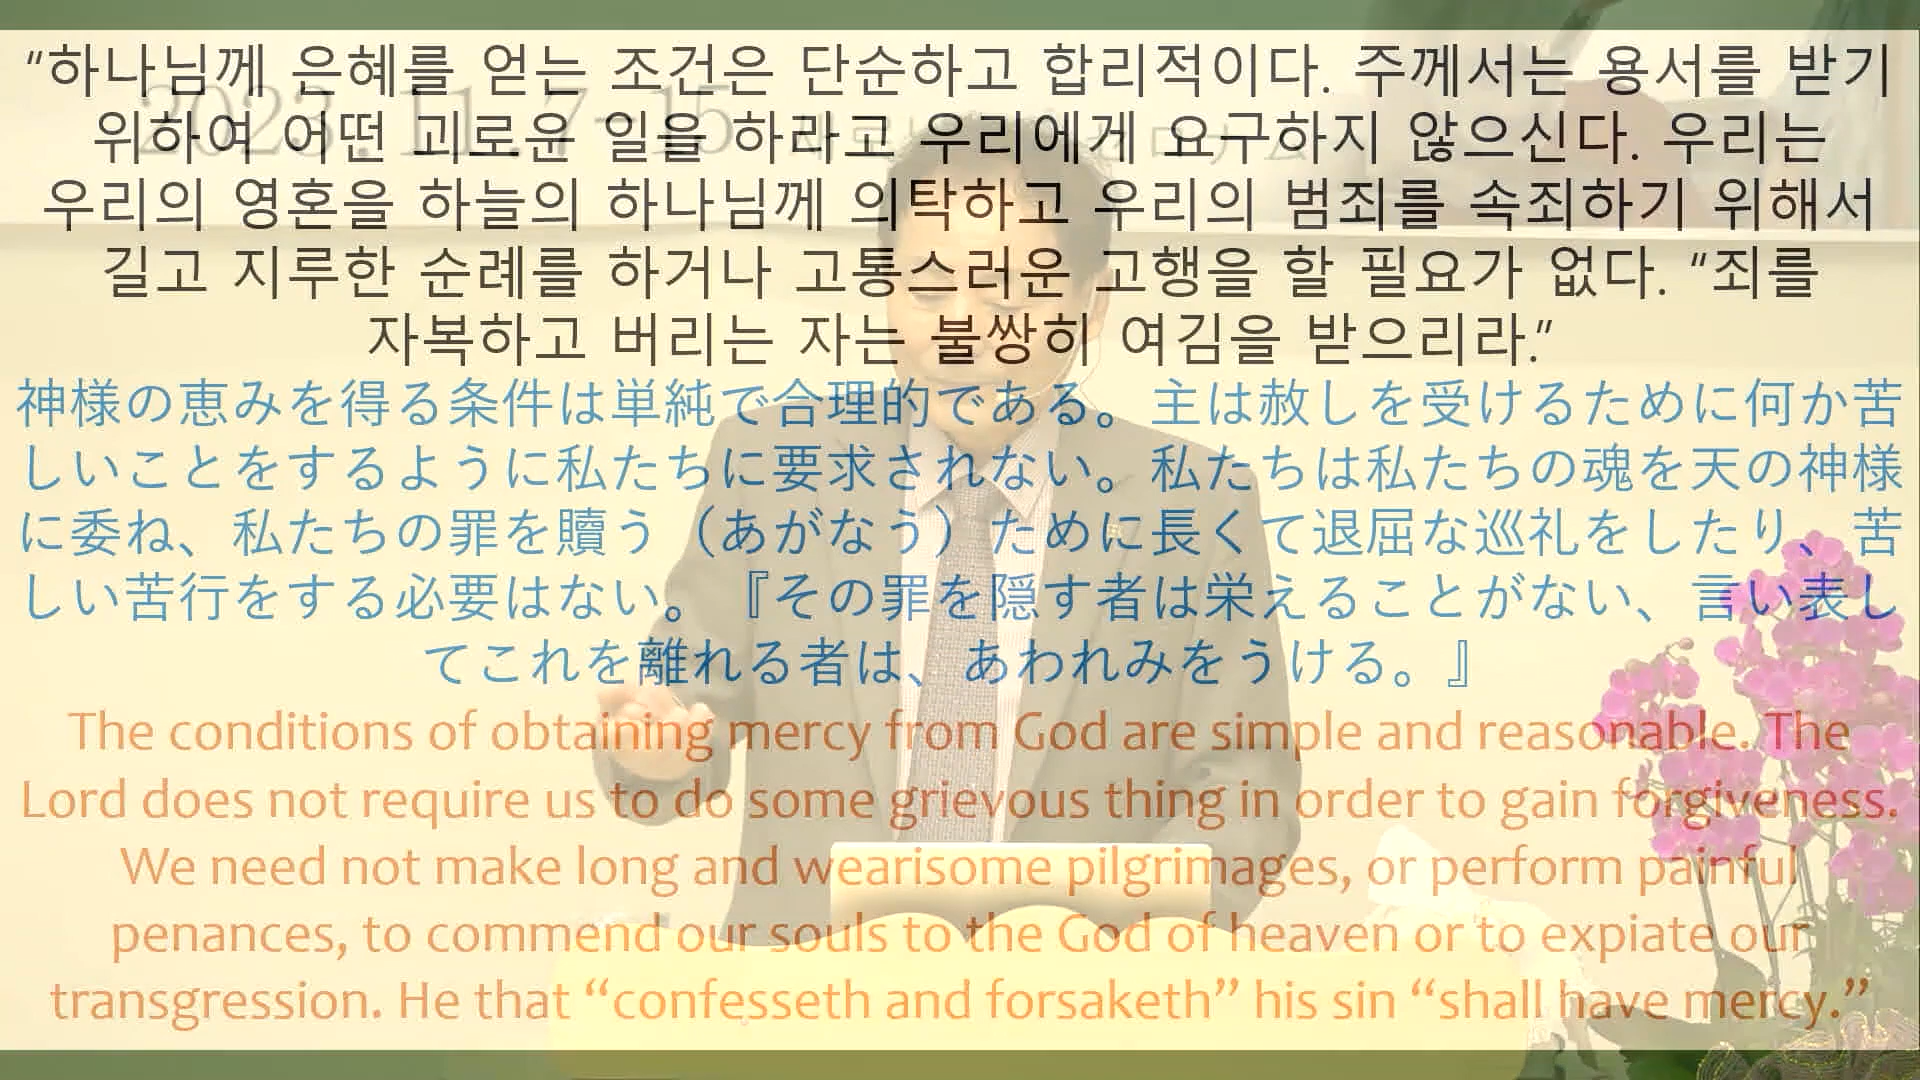 “하나님께 은혜를 얻는 조건은 단순하고 합리적이다. 주께서는 용서를 받기
위하여 어떤 괴로운 일을 하라고 우리에게 요구하지 않으신다. 우리는
우리의 영혼을 하늘의 하나님께 의탁하고 우리의 범죄를 속죄하기 위해서
길고 지루한 순례를 하거나 고통스러운 고행을 할 필요가 없다. “죄를
자복하고 버리는 자는 불쌍히 여김을 받으리라.”
神様の恵みを得る条件は単純で合理的である。主は赦しを受けるために何か苦
しいことをするように私たちに要求されない。私たちは私たちの魂を天の神様
に委ね、私たちの罪を贖う（あがなう）ために長くて退屈な巡礼をしたり、苦
しい苦行をする必要はない。『その罪を隠す者は栄えることがない、言い表し
てこれを離れる者は、あわれみをうける。』
The conditions of obtaining mercy from God are simple and reasonable. The
Lord does not require us to do some grievous thing in order to gain forgiveness.
We need not make long and wearisome pilgrimages, or perform painful
penances, to commend our souls to the God of heaven or to expiate our
transgression. He that “confesseth and forsaketh” his sin “shall have mercy.”
2023. 11. 7 - 15